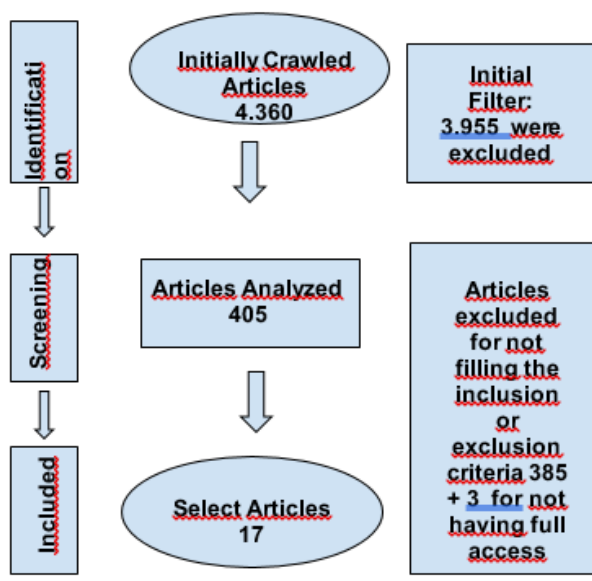 Identificati
on
Initially Crawled
Articles
4.360
Initial
Filter:
3.955 were
excluded
Screening
Articles Analyzed
405
Articles
excluded
for not
filling the
inclusion
or
exclusion
criteria 385
+ 3 for not
having full
access
Included
Select Articles
17